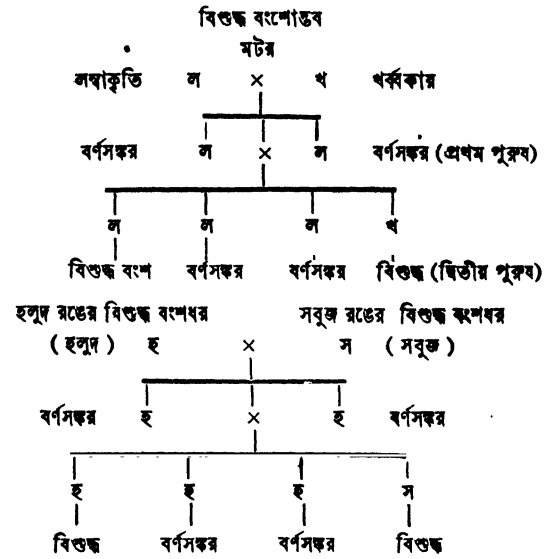 বিশুদ্ধ বংশোদ্ভব
মটর
লম্বাকৃতি ল × খ খর্ব্বকায়
বর্ণসঙ্কর ল × ল বর্ণসঙ্কর (প্রথম পুরুষ)
ল ল ল খ
বিশুদ্ধ বংশ বর্ণসঙ্কর বর্ণসঙ্কর বিশুদ্ধ (দ্বিতীয় পুরুষ)
হলুদ রঙের বিশুদ্ধ বংশধর সবুজ রঙের বিশুদ্ধ বংশধর
( হলুদ ) হ × স ( সবুজ )
বর্ণসঙ্কর হ × হ বর্ণসঙ্কর
হ হ হ স
বিশুদ্ধ বর্ণসঙ্কর বর্ণসঙ্কর বিশুদ্ধ